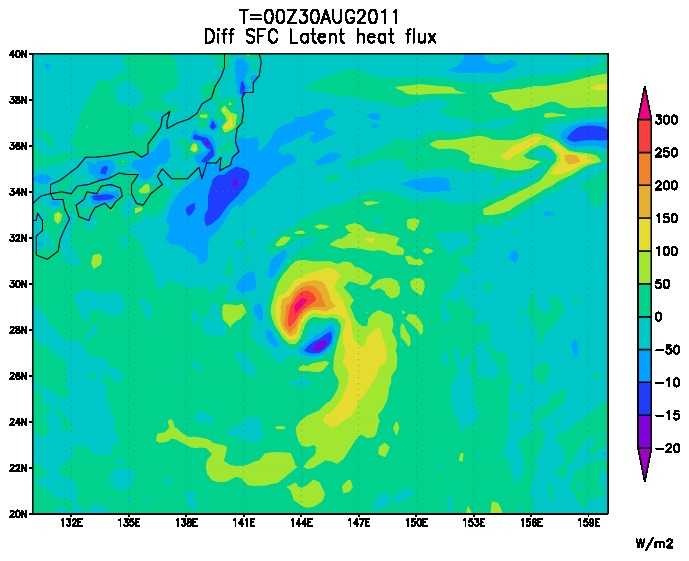 T=00Z30AUG2011
Diff SFC Latent heat flux
40N
38N
36N
34N
32N
30N
28N
26N
24N
22N
20N
132E 135E 138E 141E 144E 147E 150E 153E 156E 159E
300
250
200
150
100
50
0
−50
−10
−15
−20
W/m2